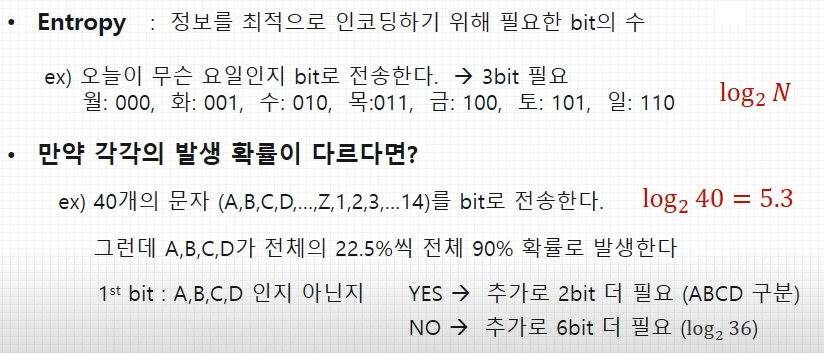 • Entropy : 정보를 최적으로 인코딩하기 위해 필요한 bit의 수
ex) 오늘이 무슨 요일인지 bit로 전송한다. → 3bit 필요
월: 000, 화: 001, 수: 010, 목:011, 금: 100, 토: 101, 일: 110
log₂ N
• 만약 각각의 발생 확률이 다르다면?
ex) 40개의 문자 (A,B,C,D,...,Z,1,2,3,...14)를 bit로 전송한다. log₂ 40 = 5.3
그런데 A,B,C,D가 전체의 22.5%씩 전체 90% 확률로 발생한다
1st bit : A,B,C,D 인지 아닌지 YES → 추가로 2bit 더 필요 (ABCD 구분)
NO → 추가로 6bit 더 필요 (log₂ 36)